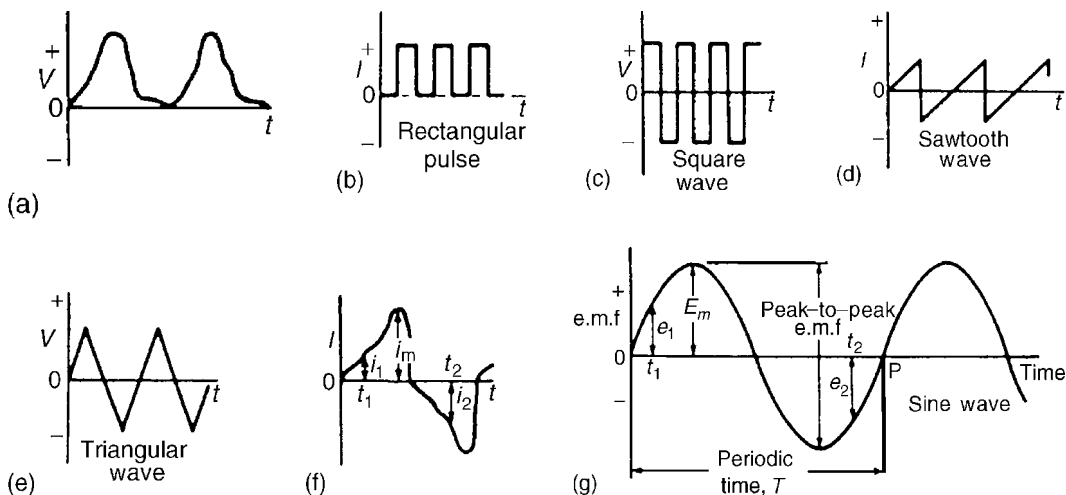 +
V
0
−
t
(a)
+
I
0
−
t
Rectangular
pulse
(b)
+
V
0
−
t
Square
wave
(c)
+
I
0
−
t
Sawtooth
wave
(d)
+
V
0
−
t
Triangular
wave
(e)
+
I
0
−
i1
im
t1
t2
i2
t
(f)
+
e.m.f
0
−
e1
Em
t1
Peak–to–peak
e.m.f
t2
e2
P
Time
Sine wave
Periodic
time, T
(g)